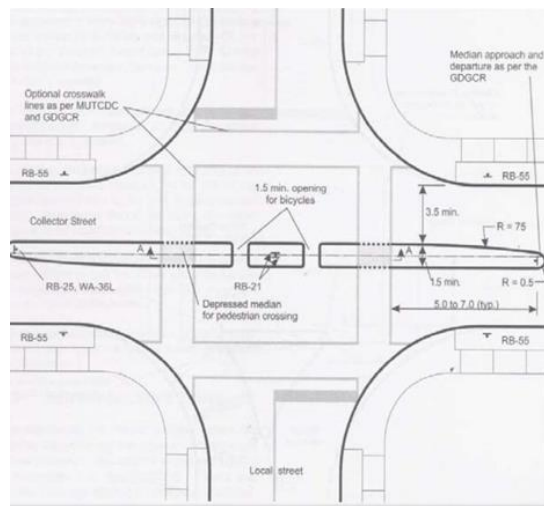 Median approach and
departure as per the
GDGCR
Optional crosswalk
lines as per MUTCDC
and GDGCR
RB-55
RB-55
1.5 min. opening
for bicycles
3.5 min.
R = 75
Collector Street
A
A
RB-25, WA-36L
RB-21
1.5 min.
R = 0.5
Depressed median
for pedestrian crossing
5.0 to 7.0 (typ.)
RB-55
RB-55
Local street